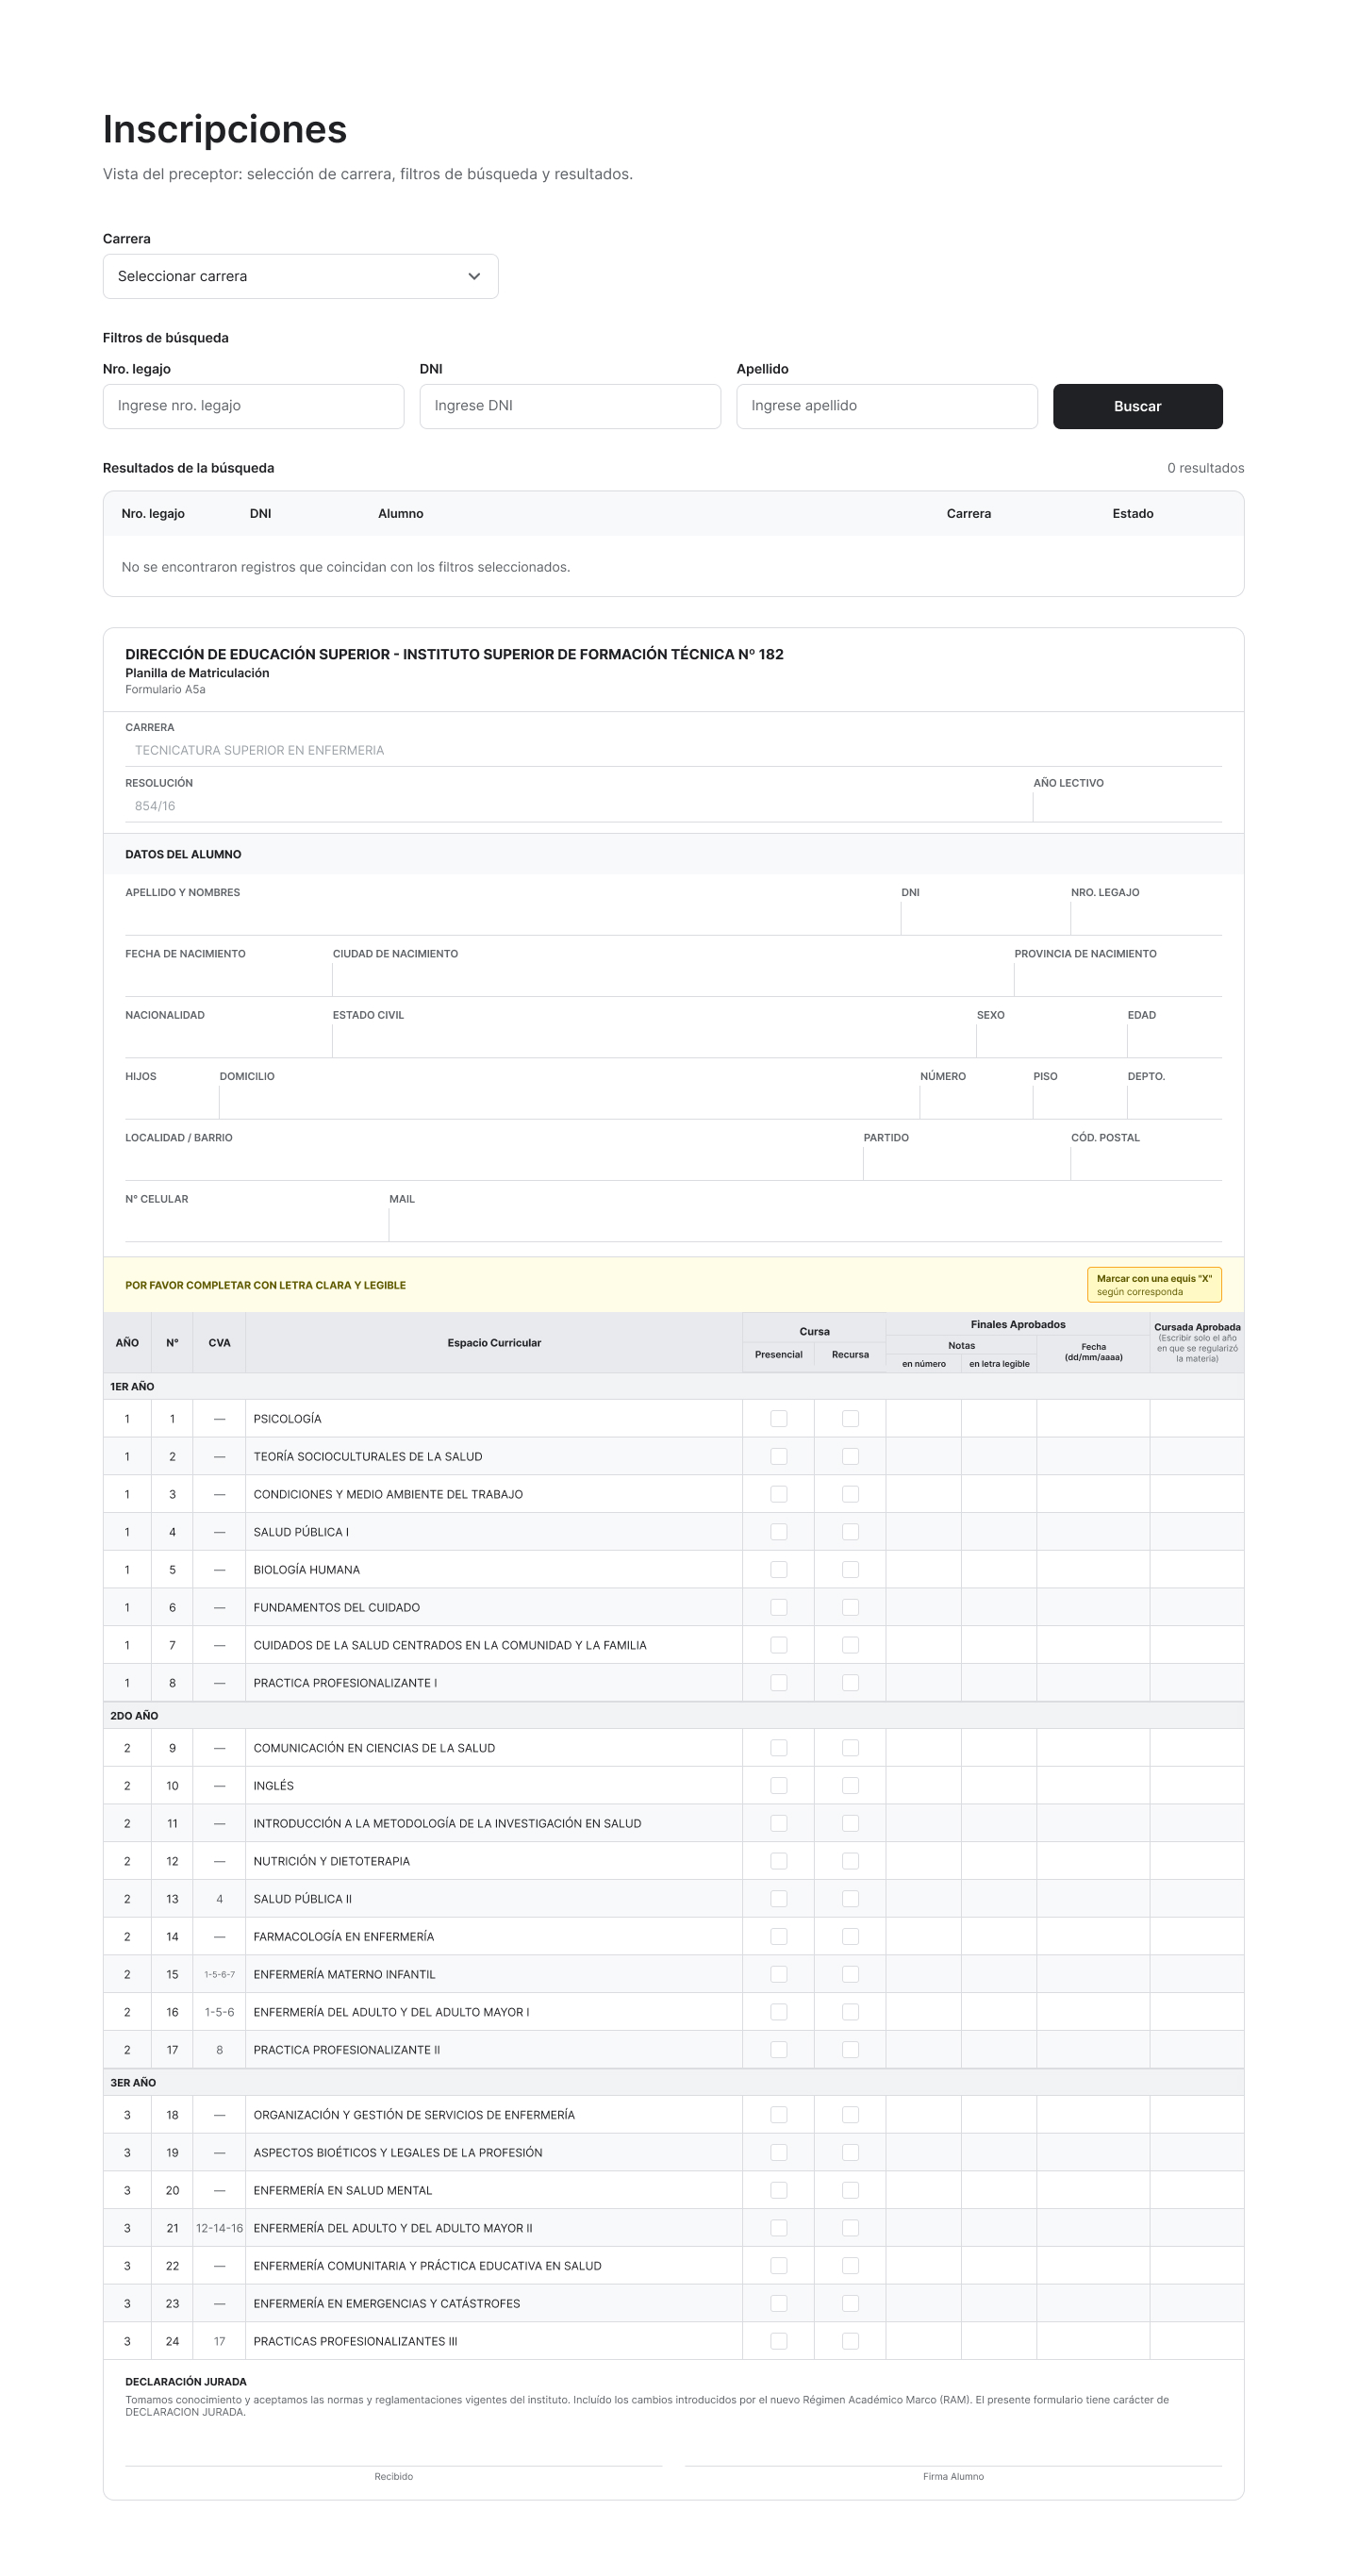 Inscripciones
Vista del preceptor: selección de carrera, filtros de búsqueda y resultados.
Carrera
Seleccionar carrera
Filtros de búsqueda
Nro. legajo DNI Apellido
Ingrese nro. legajo Ingrese DNI Ingrese apellido Buscar
Resultados de la búsqueda 0 resultados
Nro. legajo DNI Alumno Carrera Estado
No se encontraron registros que coincidan con los filtros seleccionados.
DIRECCIÓN DE EDUCACIÓN SUPERIOR - INSTITUTO SUPERIOR DE FORMACIÓN TÉCNICA Nº 182
Planilla de Matriculación
Formulario A5a
CARRERA
TECNICATURA SUPERIOR EN ENFERMERIA
RESOLUCIÓN AÑO LECTIVO
854/16
DATOS DEL ALUMNO
APELLIDO Y NOMBRES DNI NRO. LEGAJO
FECHA DE NACIMIENTO CIUDAD DE NACIMIENTO PROVINCIA DE NACIMIENTO
NACIONALIDAD ESTADO CIVIL SEXO EDAD
HIJOS DOMICILIO NÚMERO PISO DEPTO.
LOCALIDAD / BARRIO PARTIDO CÓD. POSTAL
N° CELULAR MAIL
POR FAVOR COMPLETAR CON LETRA CLARA Y LEGIBLE
Marcar con una equis "X"
según corresponda
AÑO N° CVA Espacio Curricular
Cursa
Presencial Recursa
Finales Aprobados
Notas
en número en letra legible
Fecha
(dd/mm/aaaa)
Cursada Aprobada
(Escribir solo el año
en que se regularizó
la materia)
1ER AÑO
1 1 — PSICOLOGÍA
1 2 — TEORÍA SOCIOCULTURALES DE LA SALUD
1 3 — CONDICIONES Y MEDIO AMBIENTE DEL TRABAJO
1 4 — SALUD PÚBLICA I
1 5 — BIOLOGÍA HUMANA
1 6 — FUNDAMENTOS DEL CUIDADO
1 7 — CUIDADOS DE LA SALUD CENTRADOS EN LA COMUNIDAD Y LA FAMILIA
1 8 — PRACTICA PROFESIONALIZANTE I
2DO AÑO
2 9 — COMUNICACIÓN EN CIENCIAS DE LA SALUD
2 10 — INGLÉS
2 11 — INTRODUCCIÓN A LA METODOLOGÍA DE LA INVESTIGACIÓN EN SALUD
2 12 — NUTRICIÓN Y DIETOTERAPIA
2 13 4 SALUD PÚBLICA II
2 14 — FARMACOLOGÍA EN ENFERMERÍA
2 15 1-5-6-7 ENFERMERÍA MATERNO INFANTIL
2 16 1-5-6 ENFERMERÍA DEL ADULTO Y DEL ADULTO MAYOR I
2 17 8 PRACTICA PROFESIONALIZANTE II
3ER AÑO
3 18 — ORGANIZACIÓN Y GESTIÓN DE SERVICIOS DE ENFERMERÍA
3 19 — ASPECTOS BIOÉTICOS Y LEGALES DE LA PROFESIÓN
3 20 — ENFERMERÍA EN SALUD MENTAL
3 21 12-14-16 ENFERMERÍA DEL ADULTO Y DEL ADULTO MAYOR II
3 22 — ENFERMERÍA COMUNITARIA Y PRÁCTICA EDUCATIVA EN SALUD
3 23 — ENFERMERÍA EN EMERGENCIAS Y CATÁSTROFES
3 24 17 PRACTICAS PROFESIONALIZANTES III
DECLARACIÓN JURADA
Tomamos conocimiento y aceptamos las normas y reglamentaciones vigentes del instituto. Incluído los cambios introducidos por el nuevo Régimen Académico Marco (RAM). El presente formulario tiene carácter de
DECLARACION JURADA.
Recibido Firma Alumno